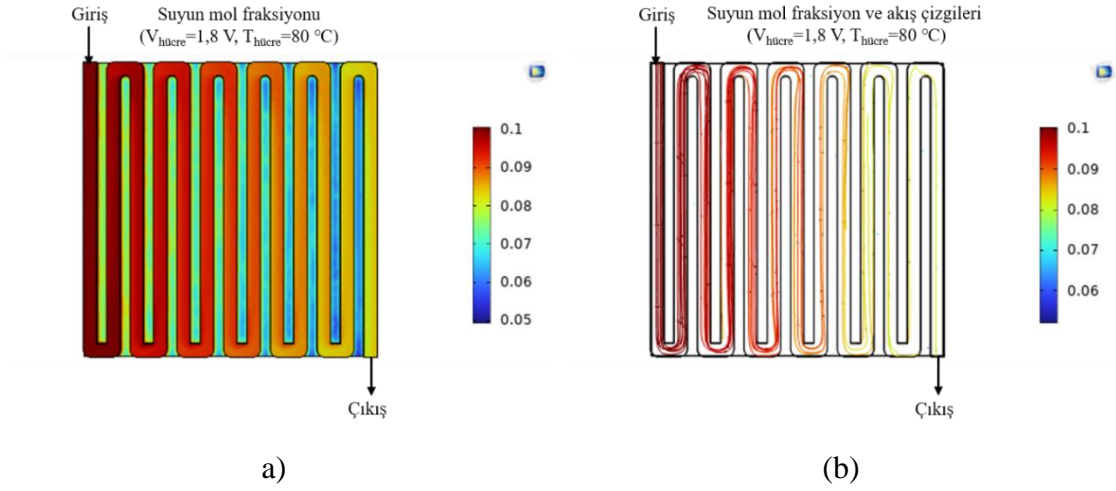 Giriş
Suyun mol fraksiyonu
(Vhücre=1,8 V, Thücre=80 °C)
0.1
0.09
0.08
0.07
0.06
0.05
Çıkış
a)
Giriş
Suyun mol fraksiyon ve akış çizgileri
(Vhücre=1,8 V, Thücre=80 °C)
0.1
0.09
0.08
0.07
0.06
Çıkış
(b)